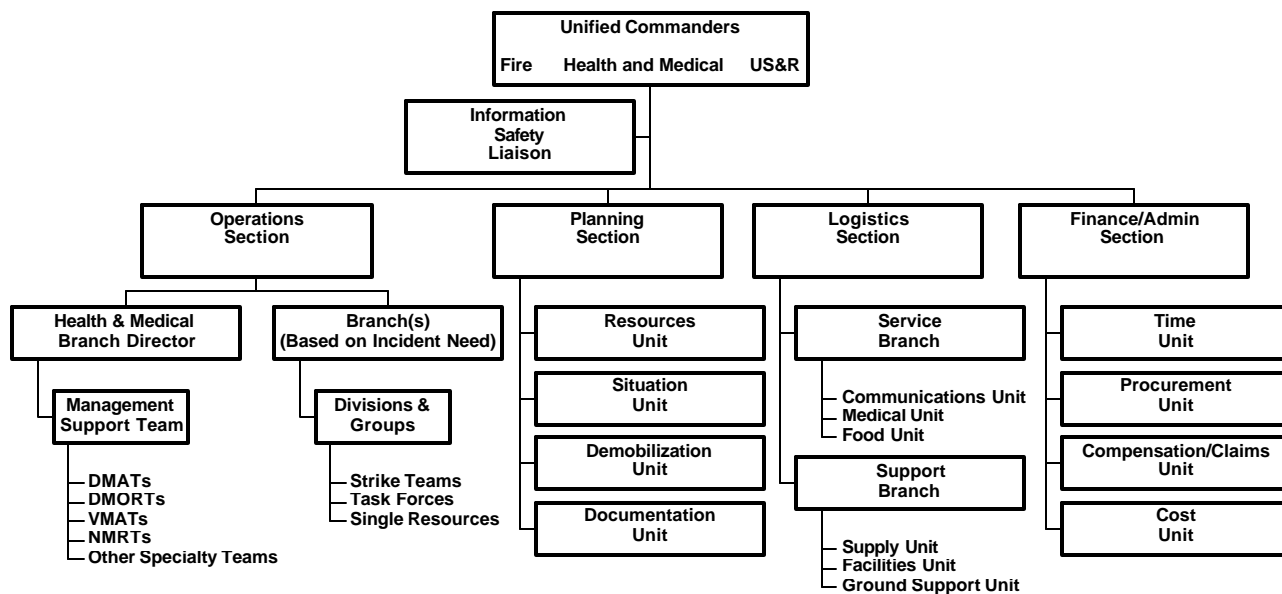 Unified Commanders
Fire Health and Medical US&R
Information
Safety
Liaison
Operations
Section
Planning
Section
Logistics
Section
Finance/Admin
Section
Health & Medical
Branch Director
Branch(s)
(Based on Incident Need)
Resources
Unit
Service
Branch
Time
Unit
Management
Support Team
Divisions &
Groups
Situation
Unit
Communications Unit
Medical Unit
Food Unit
Procurement
Unit
DMATs
DMORTs
VMATs
NMRTs
Other Specialty Teams
Strike Teams
Task Forces
Single Resources
Demobilization
Unit
Support
Branch
Compensation/Claims
Unit
Documentation
Unit
Supply Unit
Facilities Unit
Ground Support Unit
Cost
Unit